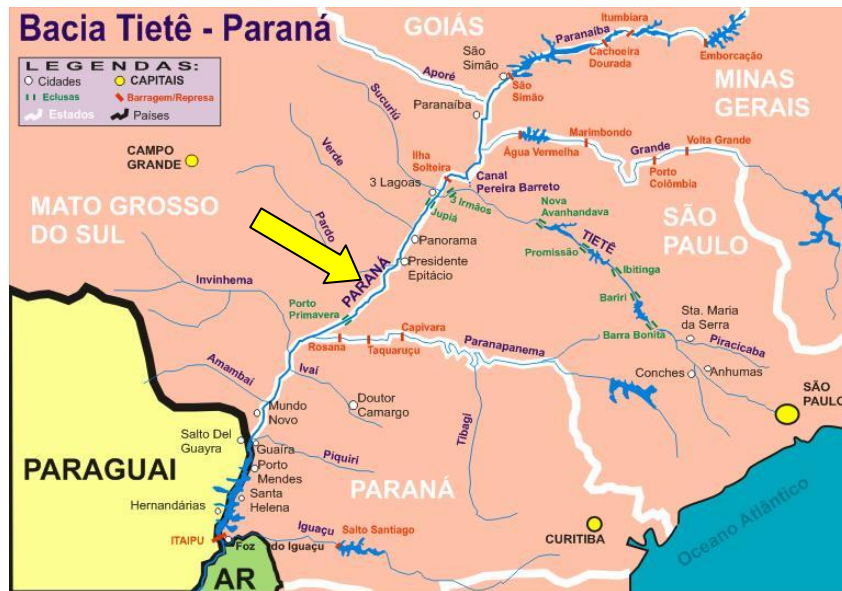 Bacia Tietê - Paraná
LEGENDAS:
Cidades
CAPITAIS
Eclusas
Barragem/Represa
Estados
Países
GOIÁS
Paranaíba
Itumbiara
Cachoeira
Dourada
Emborcação
São
Simão
São
Simão
Aporé
Paranaíba
MINAS
GERAIS
Sucuriú
Verde
CAMPO
GRANDE
Ilha
Solteira
Água Vermelha
Marimbondo
Grande
Volta Grande
Porto
Colômbia
Canal
Pereira Barreto
3 Lagoas
3 Irmãos
Jupiá
MATO GROSSO
DO SUL
Pardo
Nova
Avanhandava
TIETÊ
SÃO
PAULO
Panorama
Presidente
Epitácio
PARANÁ
Promissão
Ibitinga
Bariri
Invinhema
Porto
Primavera
Sta. Maria
da Serra
Barra Bonita
Piracicaba
Rosana
Taquaruçu
Capivara
Paranapanema
Conches
Anhumas
Amambaí
Ivaí
Doutor
Camargo
SÃO
PAULO
Mundo
Novo
Tibagi
Salto Del
Guayra
Guaíra
Piquiri
PARAGUAI
Porto
Mendes
Santa
Helena
PARANÁ
Hernandárias
ITAIPU
Foz do Iguaçu
Iguaçu
Salto Santiago
CURITIBA
Oceano Atlântico
AR